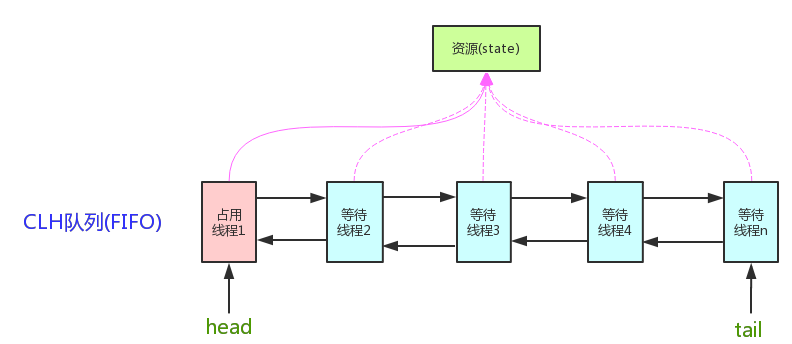 资源(state)
CLH队列(FIFO)
占用
线程1
等待
线程2
等待
线程3
等待
线程4
等待
线程n
head
tail